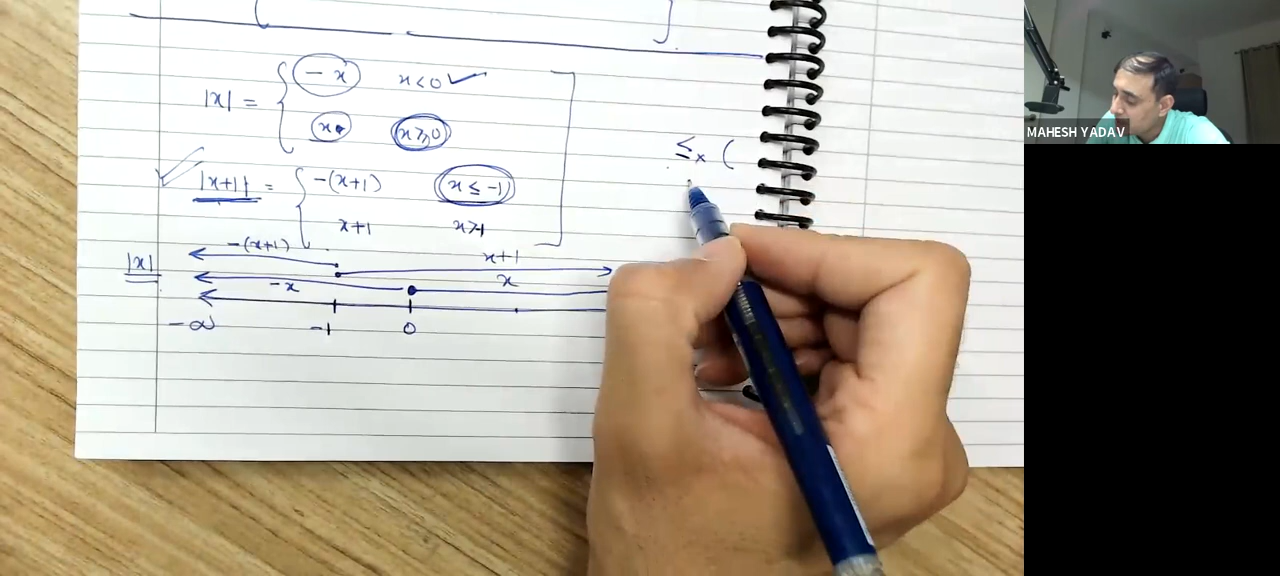 |x| = { -x x<0 ✓
x x≥0
|x+1| = { -(x+1) x ≤ -1
x+1 x>-1
≤x (
-(x+1) x+1
|x| -x x
-∞ -1 0
MAHESH YADAV